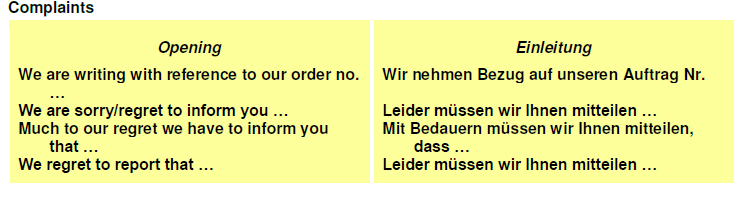 Complaints
Opening
We are writing with reference to our order no.
…
We are sorry/regret to inform you …
Much to our regret we have to inform you
that …
We regret to report that …
Einleitung
Wir nehmen Bezug auf unseren Auftrag Nr.
Leider müssen wir Ihnen mitteilen …
Mit Bedauern müssen wir Ihnen mitteilen,
dass …
Leider müssen wir Ihnen mitteilen …